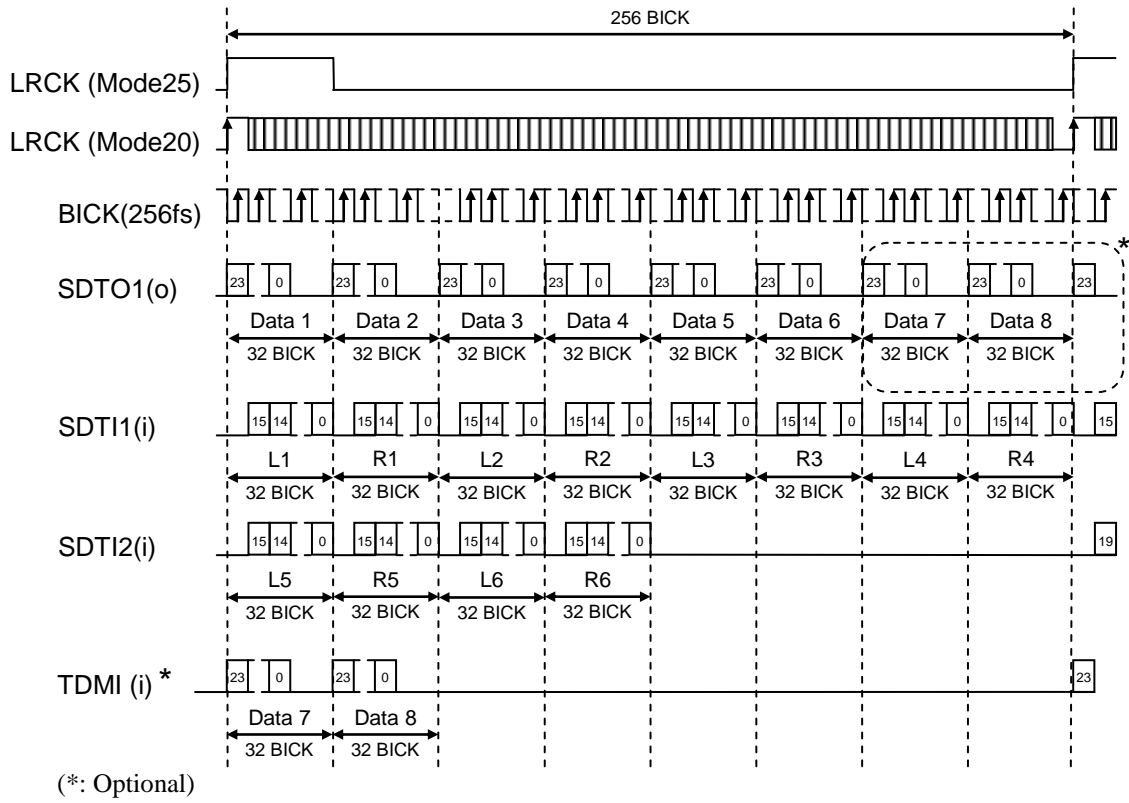 256 BICK
LRCK (Mode25)
LRCK (Mode20)
BICK(256fs)
*
SDTO1(o) 23 0 23 0 23 0 23 0 23 0 23 0 23 0 23 0 23
Data 1 Data 2 Data 3 Data 4 Data 5 Data 6 Data 7 Data 8
32 BICK 32 BICK 32 BICK 32 BICK 32 BICK 32 BICK 32 BICK 32 BICK
SDTI1(i) 15 14 0 15 14 0 15 14 0 15 14 0 15 14 0 15 14 0 15 14 0 15 14 0 15
L1 R1 L2 R2 L3 R3 L4 R4
32 BICK 32 BICK 32 BICK 32 BICK 32 BICK 32 BICK 32 BICK 32 BICK
SDTI2(i) 15 14 0 15 14 0 15 14 0 15 14 0 19
L5 R5 L6 R6
32 BICK 32 BICK 32 BICK 32 BICK
TDMI (i) * 23 0 23 0 23
Data 7 Data 8
32 BICK 32 BICK
(*: Optional)